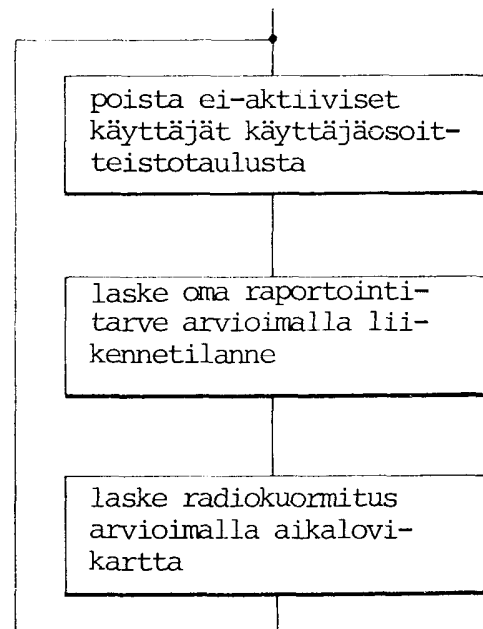 poista ei-aktiiviset
käyttäjät käyttäjäosoit-
teistotaulusta
laske oma raportointi-
tarve arvioimalla lii-
kennetilanne
laske radiokuormitus
arvioimalla aikalovi-
kartta